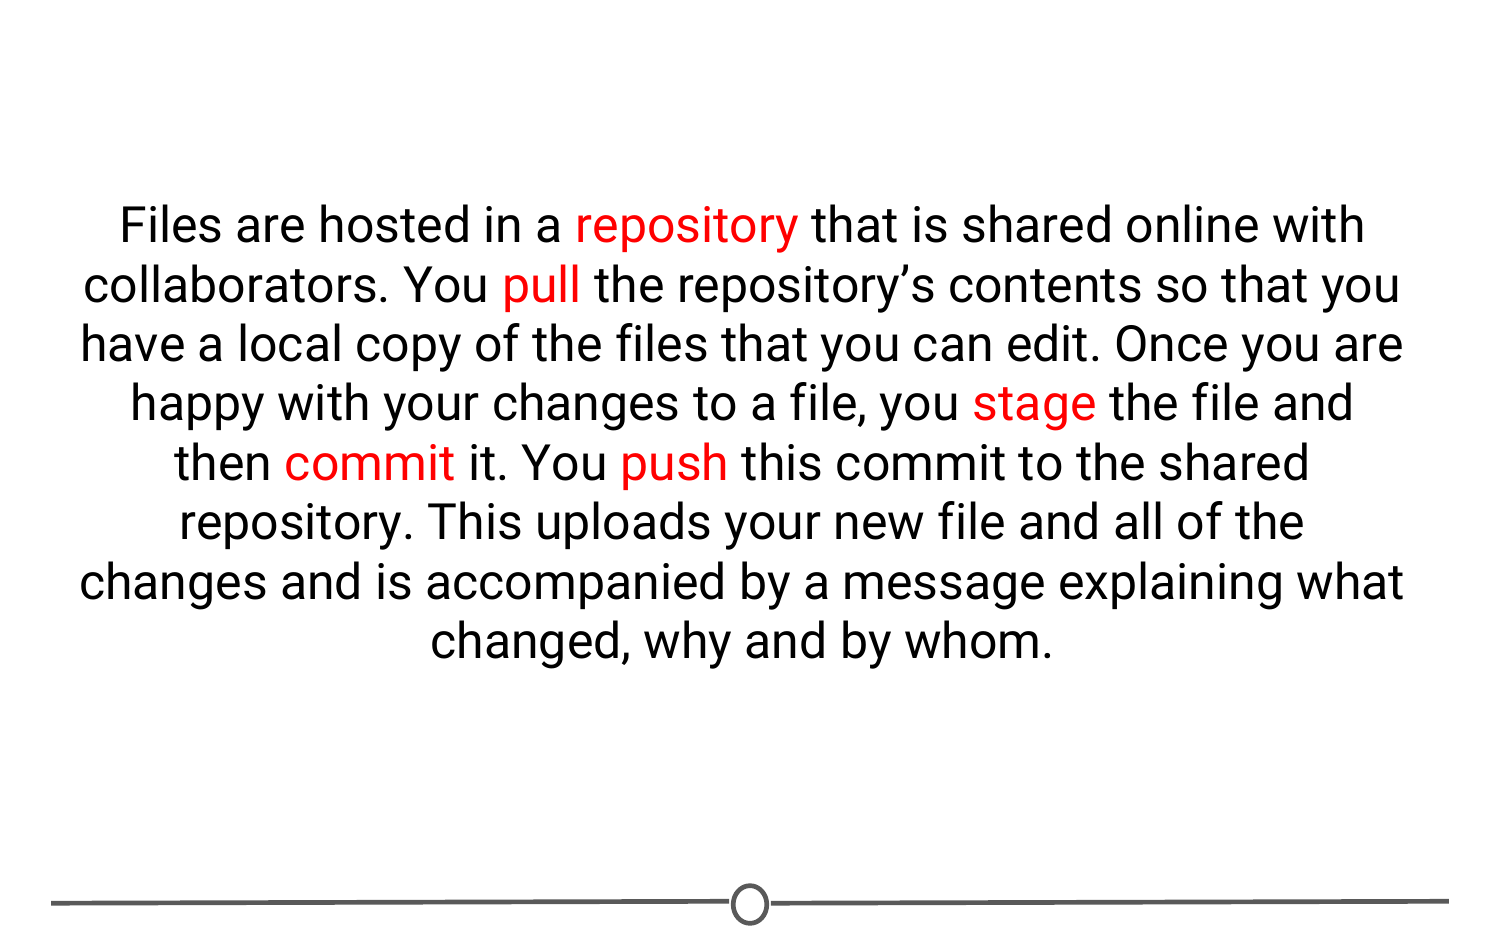 Files are hosted in a repository that is shared online with
collaborators. You pull the repository’s contents so that you
have a local copy of the files that you can edit. Once you are
happy with your changes to a file, you stage the file and
then commit it. You push this commit to the shared
repository. This uploads your new file and all of the
changes and is accompanied by a message explaining what
changed, why and by whom.